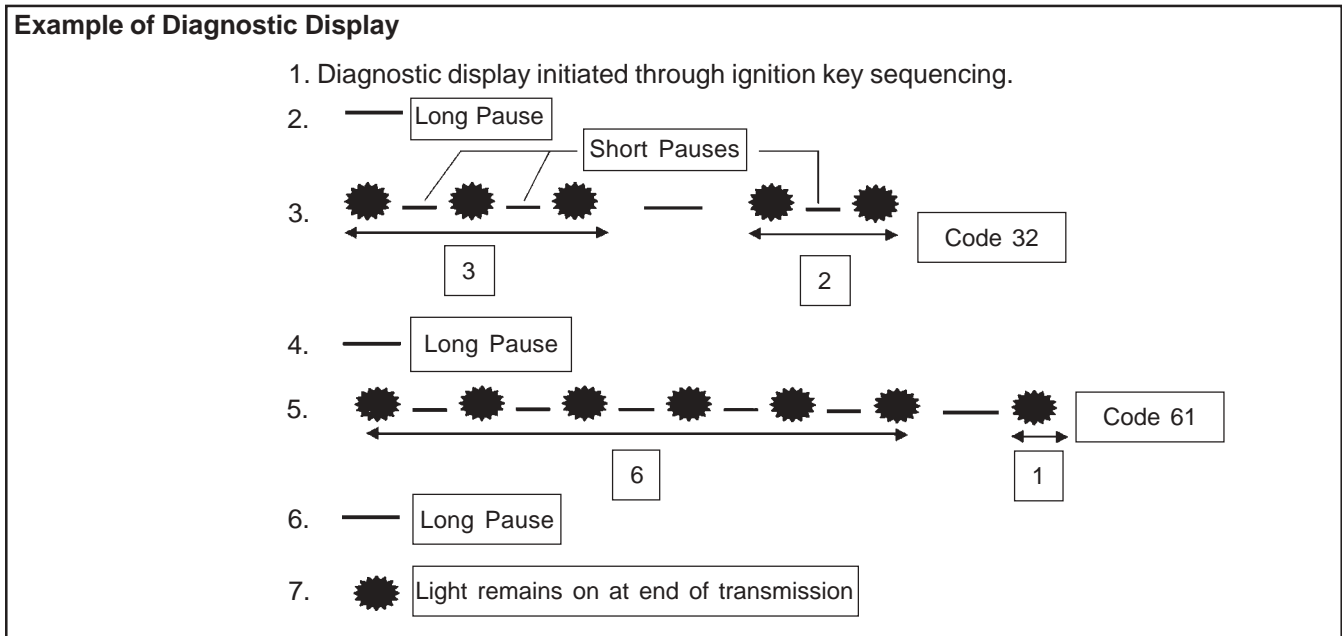 Example of Diagnostic Display
1. Diagnostic display initiated through ignition key sequencing.
2. Long Pause
Short Pauses
3.
Code 32
3
2
4. Long Pause
5.
Code 61
6
1
6. Long Pause
7. Light remains on at end of transmission